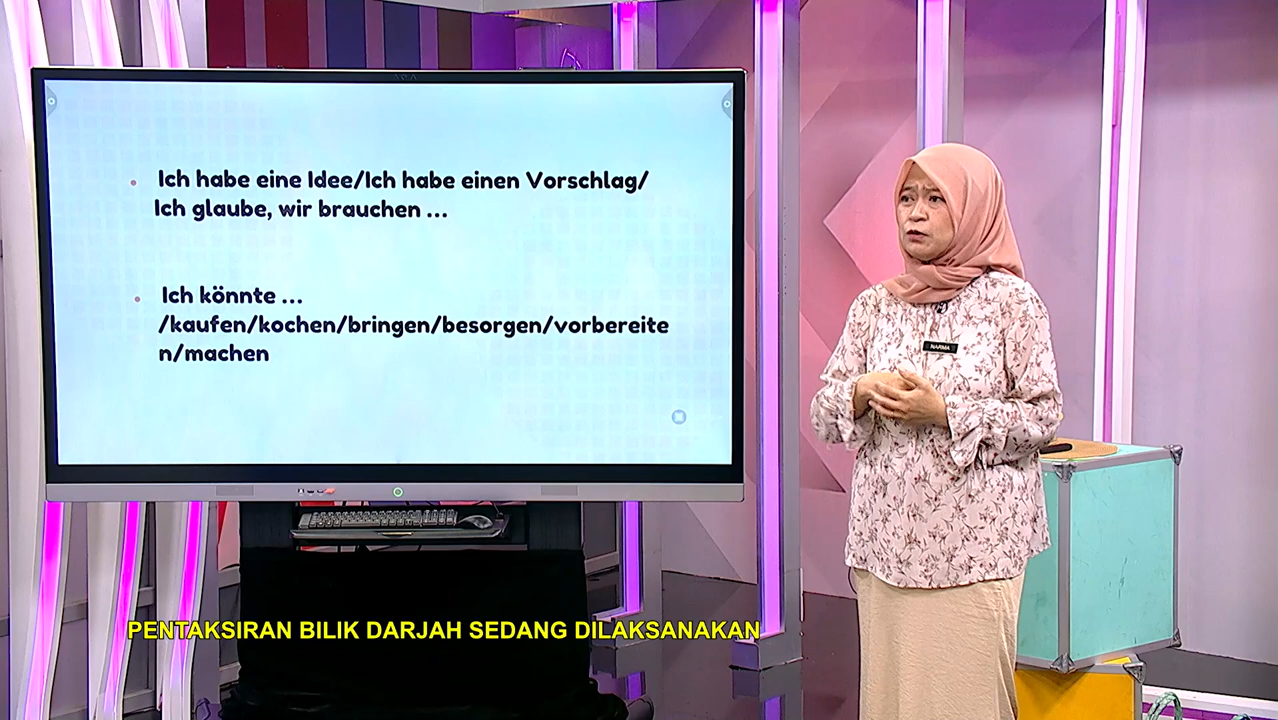 Ich habe eine Idee/Ich habe einen Vorschlag/
Ich glaube, wir brauchen ...
Ich könnte ...
/kaufen/kochen/bringen/besorgen/vorbereite
n/machen
NARMA
PENTAKSIRAN BILIK DARJAH SEDANG DILAKSANAKAN